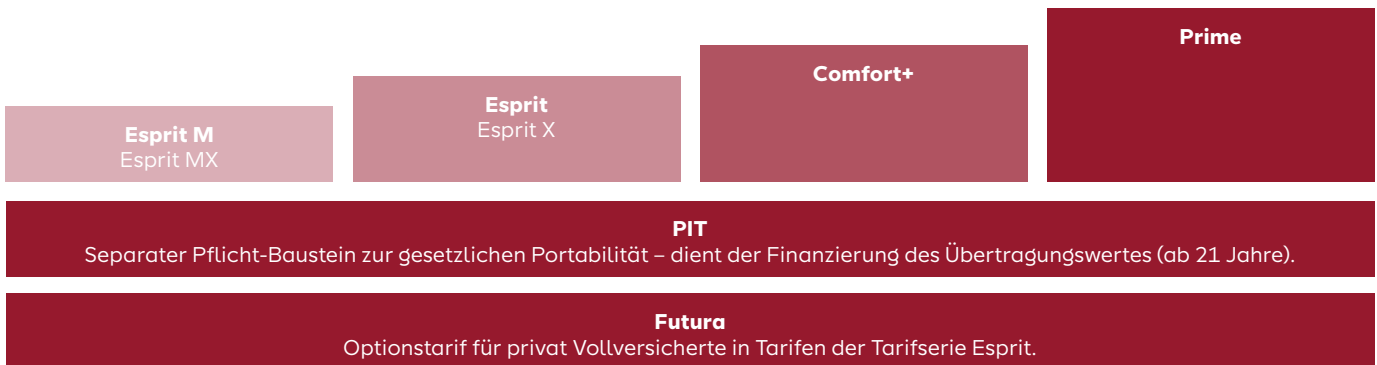 Esprit M
Esprit MX
Esprit
Esprit X
Comfort+
Prime
PIT
Separater Pflicht-Baustein zur gesetzlichen Portabilität – dient der Finanzierung des Übertragungswertes (ab 21 Jahre).
Futura
Optionstarif für privat Vollversicherte in Tarifen der Tarifserie Esprit.